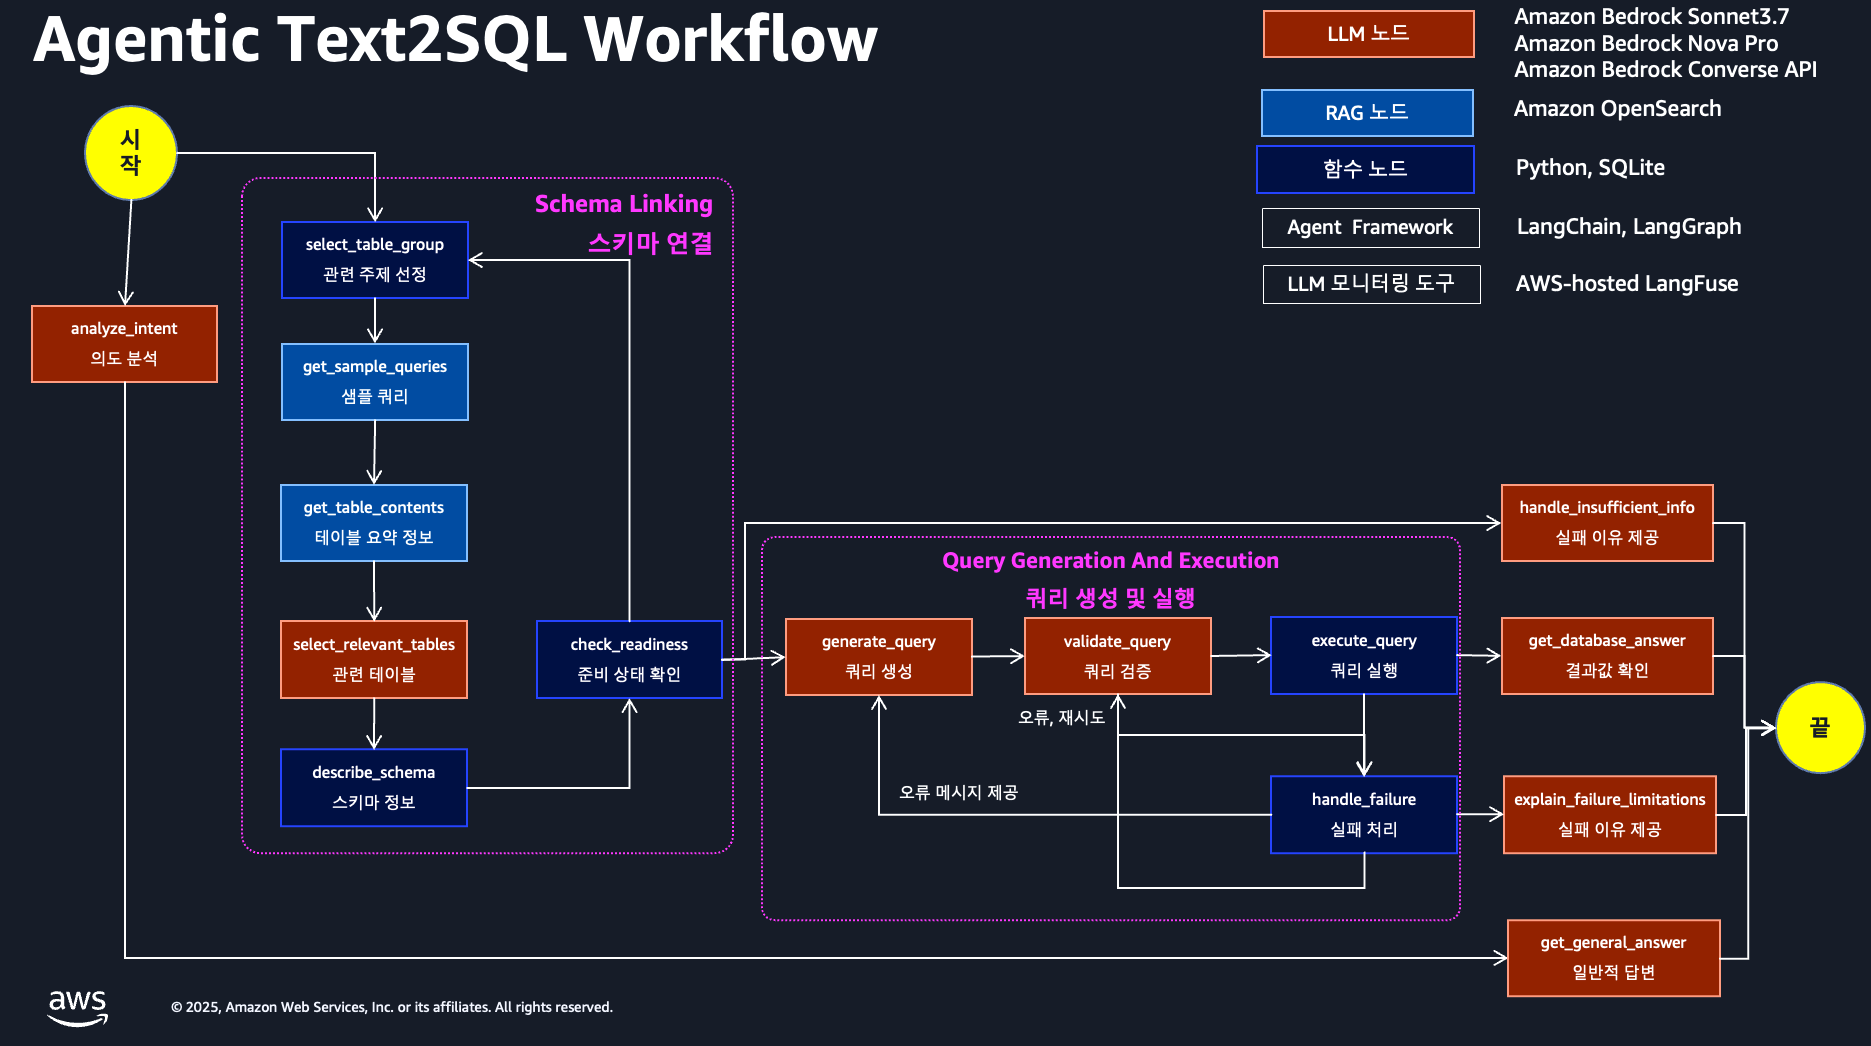 Agentic Text2SQL Workflow
LLM 노드
Amazon Bedrock Sonnet3.7
Amazon Bedrock Nova Pro
Amazon Bedrock Converse API
RAG 노드
Amazon OpenSearch
함수 노드
Python, SQLite
Agent Framework
LangChain, LangGraph
LLM 모니터링 도구
AWS-hosted LangFuse
시
작
analyze_intent
의도 분석
Schema Linking
스키마 연결
select_table_group
관련 주제 선정
get_sample_queries
샘플 쿼리
get_table_contents
테이블 요약 정보
select_relevant_tables
관련 테이블
describe_schema
스키마 정보
check_readiness
준비 상태 확인
Query Generation And Execution
쿼리 생성 및 실행
generate_query
쿼리 생성
validate_query
쿼리 검증
execute_query
쿼리 실행
오류, 재시도
오류 메시지 제공
handle_failure
실패 처리
handle_insufficient_info
실패 이유 제공
get_database_answer
결과값 확인
explain_failure_limitations
실패 이유 제공
get_general_answer
일반적 답변
끝
aws
© 2025, Amazon Web Services, Inc. or its affiliates. All rights reserved.